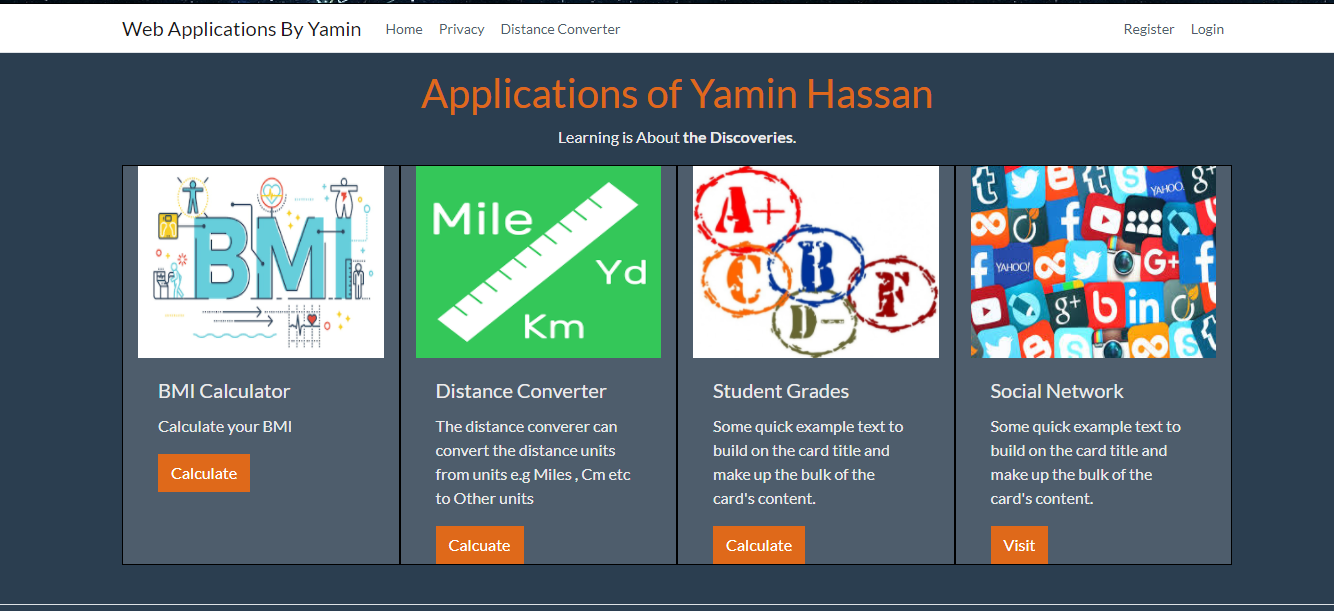 Web Applications By Yamin Home Privacy Distance Converter Register Login
Applications of Yamin Hassan
Learning is About the Discoveries.
BMI
Mile
Yd
Km
A+
B
C
F
D-
YAHOO!
g+
YAHOO!
G+
g+
in
BMI Calculator
Calculate your BMI
Calculate
Distance Converter
The distance converer can
convert the distance units
from units e.g Miles , Cm etc
to Other units
Calcuate
Student Grades
Some quick example text to
build on the card title and
make up the bulk of the
card's content.
Calculate
Social Network
Some quick example text to
build on the card title and
make up the bulk of the
card's content.
Visit